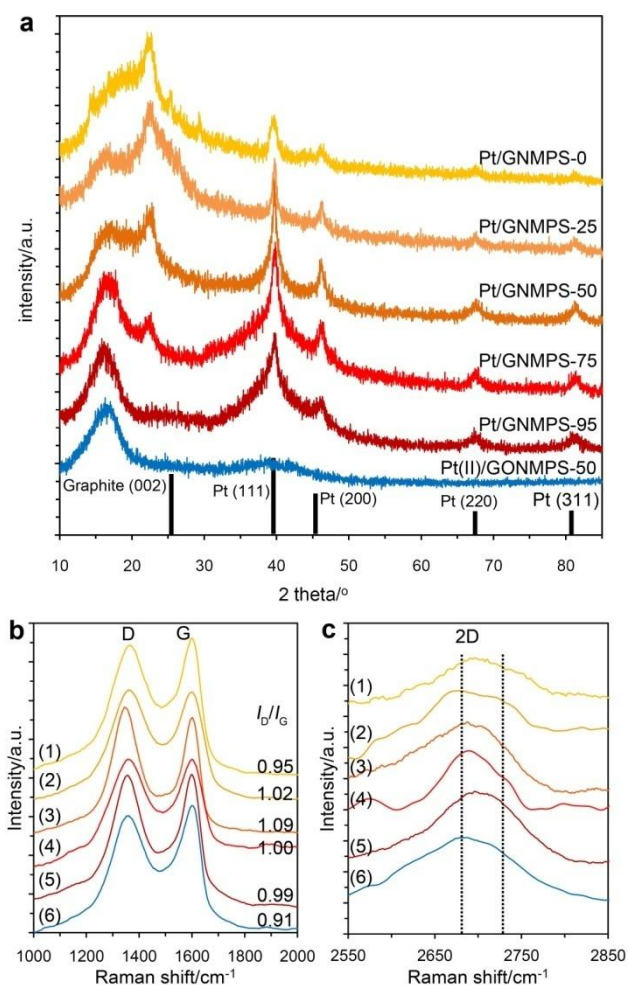 a
intensity/a.u.
Pt/GNMPS-0
Pt/GNMPS-25
Pt/GNMPS-50
Pt/GNMPS-75
Pt/GNMPS-95
Pt(II)/GONMPS-50
Graphite (002)
Pt (111)
Pt (200)
Pt (220)
Pt (311)
10 20 30 40 50 60 70 80
2 theta/º
b
D G
Intensity/a.u.
I_D/I_G
(1) 0.95
(2) 1.02
(3) 1.09
(4) 1.00
(5) 0.99
(6) 0.91
1000 1200 1400 1600 1800 2000
Raman shift/cm⁻¹
c
2D
Intensity/a.u.
(1)
(2)
(3)
(4)
(5)
(6)
2550 2650 2750 2850
Raman shift/cm⁻¹